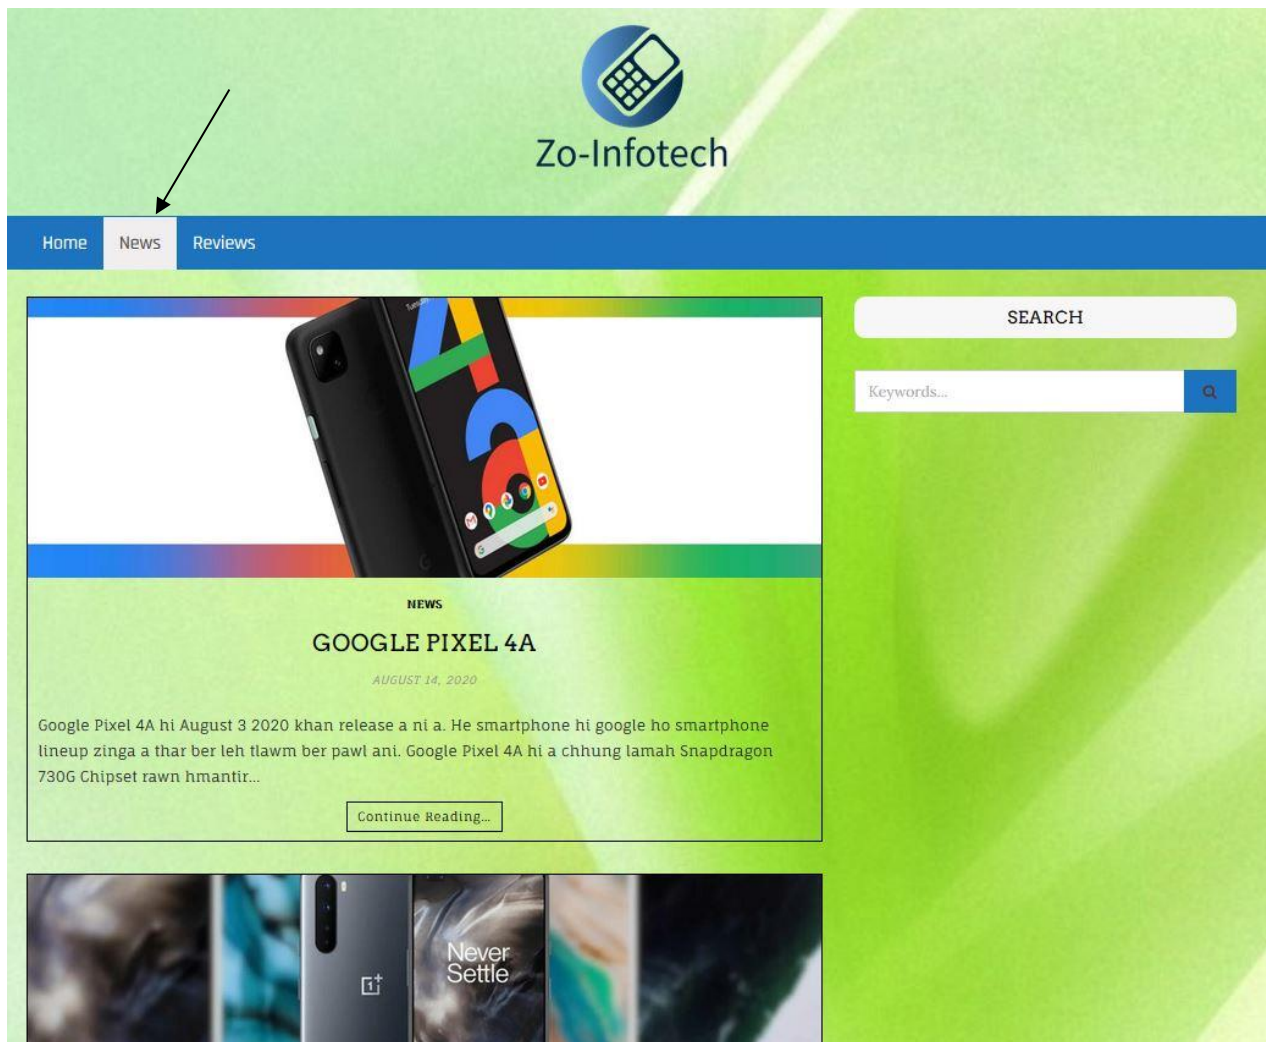 Zo-Infotech
Home News Reviews
Tuesday
SEARCH
Keywords...
NEWS
GOOGLE PIXEL 4A
AUGUST 14, 2020
Google Pixel 4A hi August 3 2020 khan release a ni a. He smartphone hi google ho smartphone
lineup zinga a thar ber leh tlawm ber pawl ani. Google Pixel 4A hi a chhung lamah Snapdragon
730G Chipset rawn hmantir...
Continue Reading...
Never
Settle